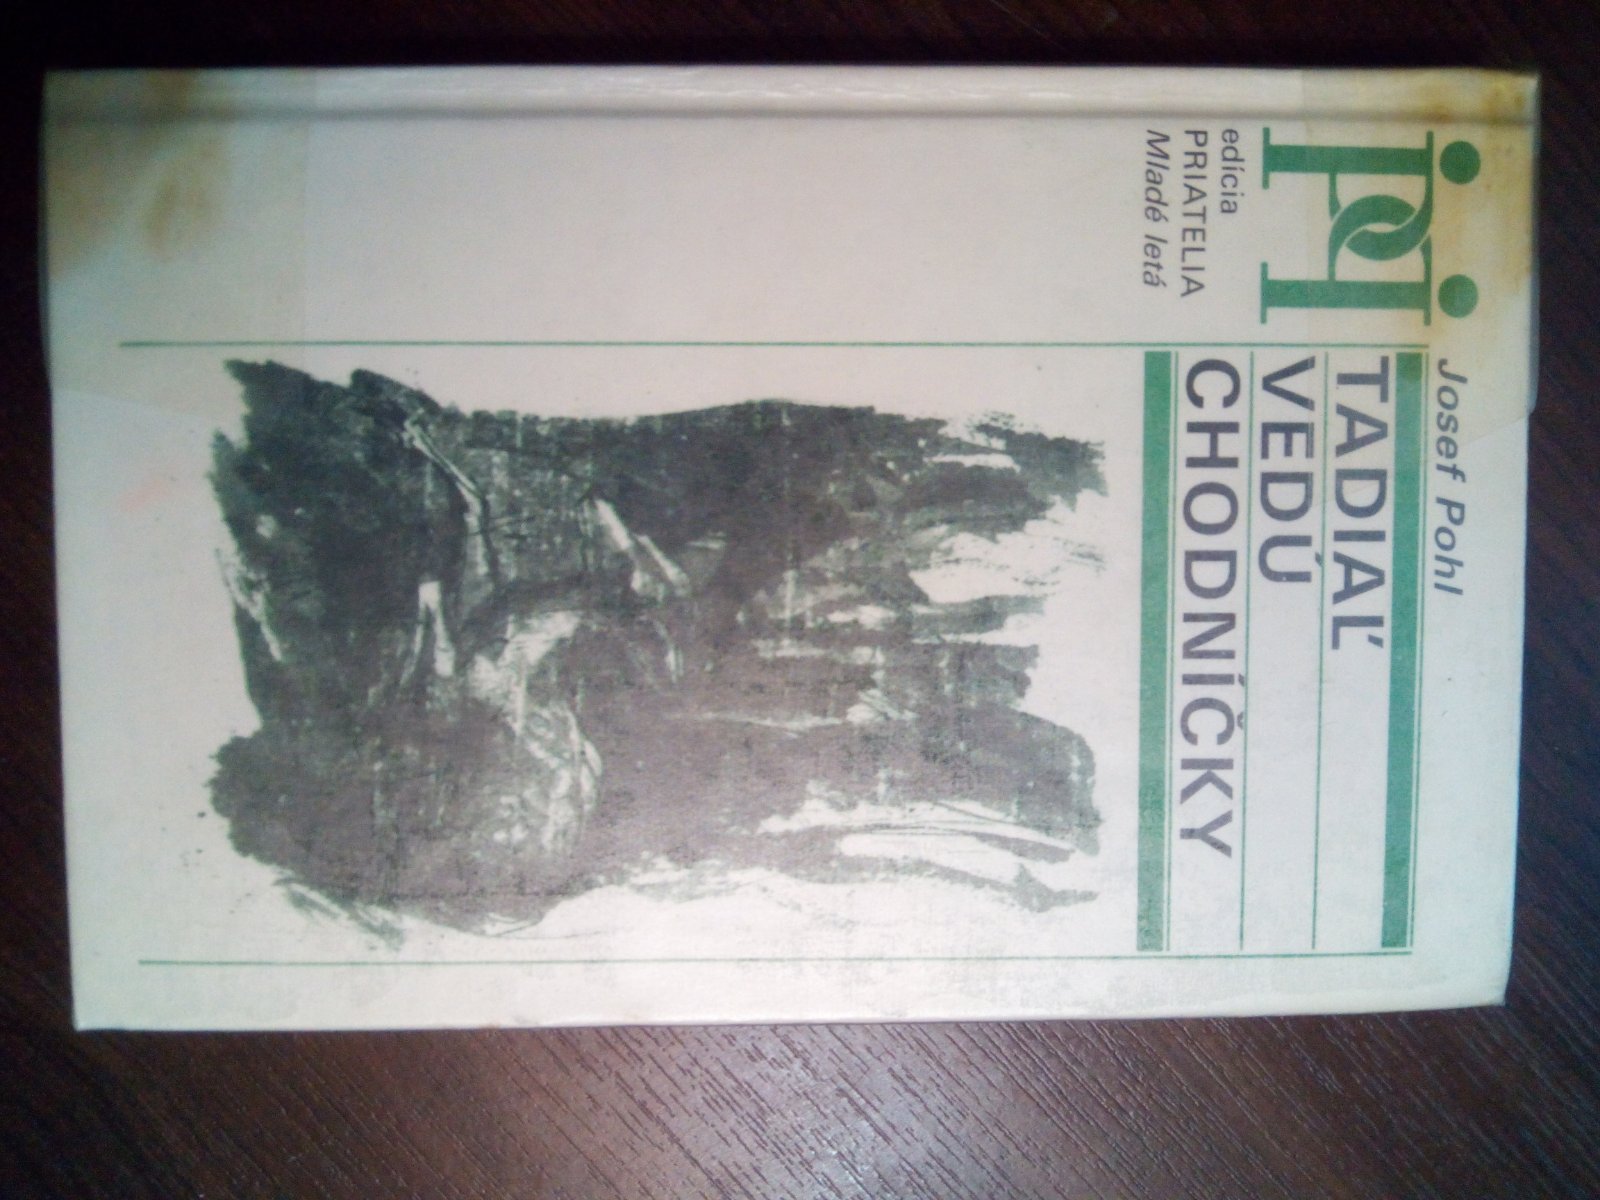 Josef Pohl
TADIAĽ
VEDÚ
CHODNÍČKY
edícia
PRIATELIA
Mladé letá